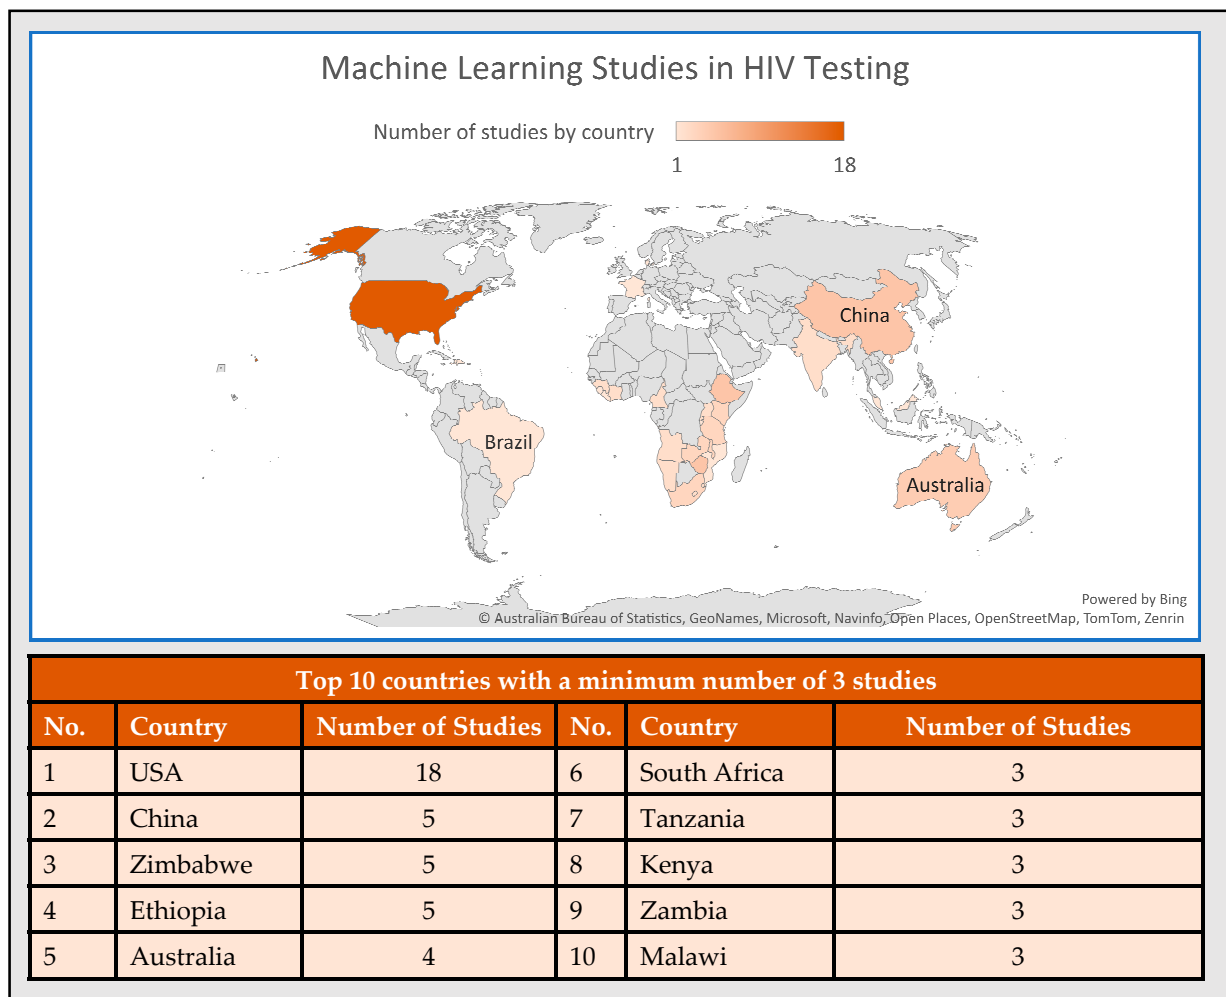 Machine Learning Studies in HIV Testing
Number of studies by country
1 18
China
Brazil
Australia
Powered by Bing
© Australian Bureau of Statistics, GeoNames, Microsoft, Navinfo, Open Places, OpenStreetMap, TomTom, Zenrin
Top 10 countries with a minimum number of 3 studies
No. Country Number of Studies No. Country Number of Studies
1 USA 18 6 South Africa 3
2 China 5 7 Tanzania 3
3 Zimbabwe 5 8 Kenya 3
4 Ethiopia 5 9 Zambia 3
5 Australia 4 10 Malawi 3